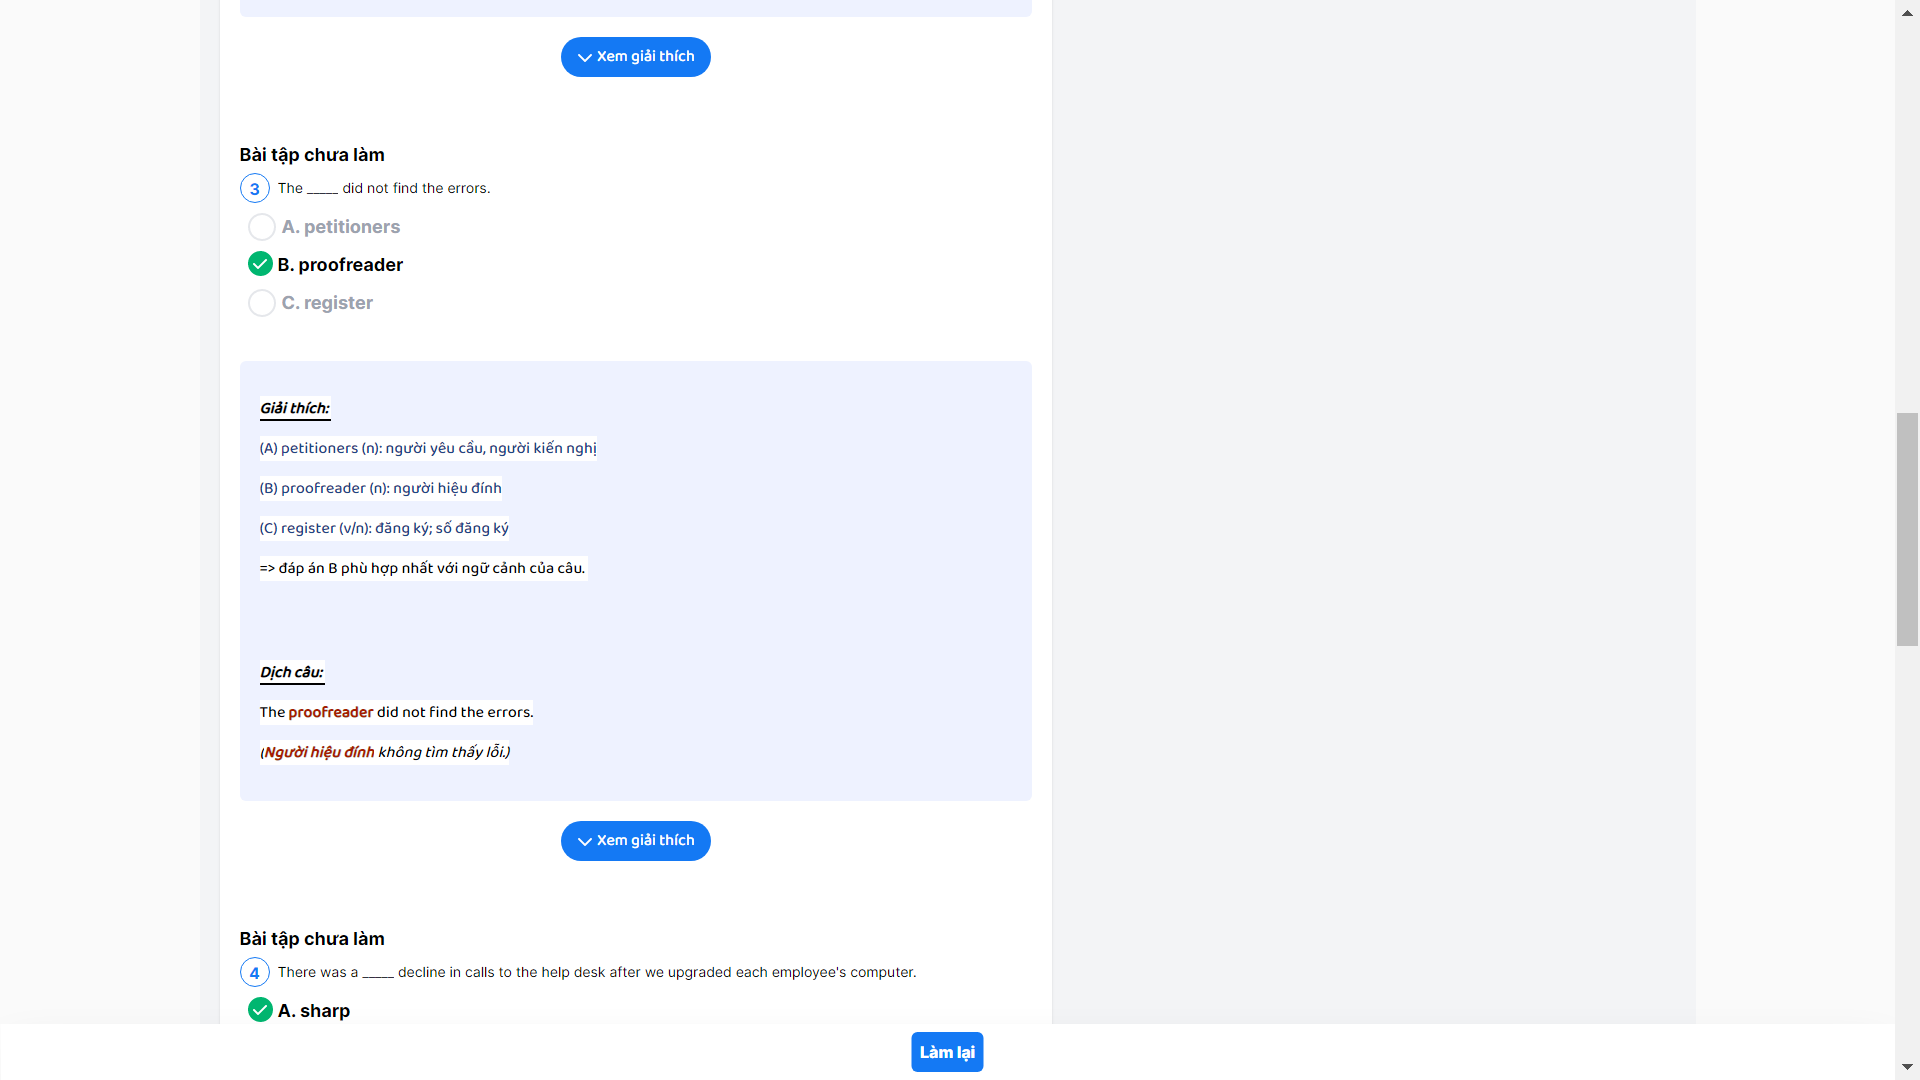 Xem giải thích
Bài tập chưa làm
3 The _____ did not find the errors.
A. petitioners
B. proofreader
C. register
Giải thích:
(A) petitioners (n): người yêu cầu, người kiến nghị
(B) proofreader (n): người hiệu đính
(C) register (v/n): đăng ký; số đăng ký
=> đáp án B phù hợp nhất với ngữ cảnh của câu.
Dịch câu:
The proofreader did not find the errors.
(Người hiệu đính không tìm thấy lỗi.)
Xem giải thích
Bài tập chưa làm
4 There was a _____ decline in calls to the help desk after we upgraded each employee's computer.
A. sharp
Làm lại